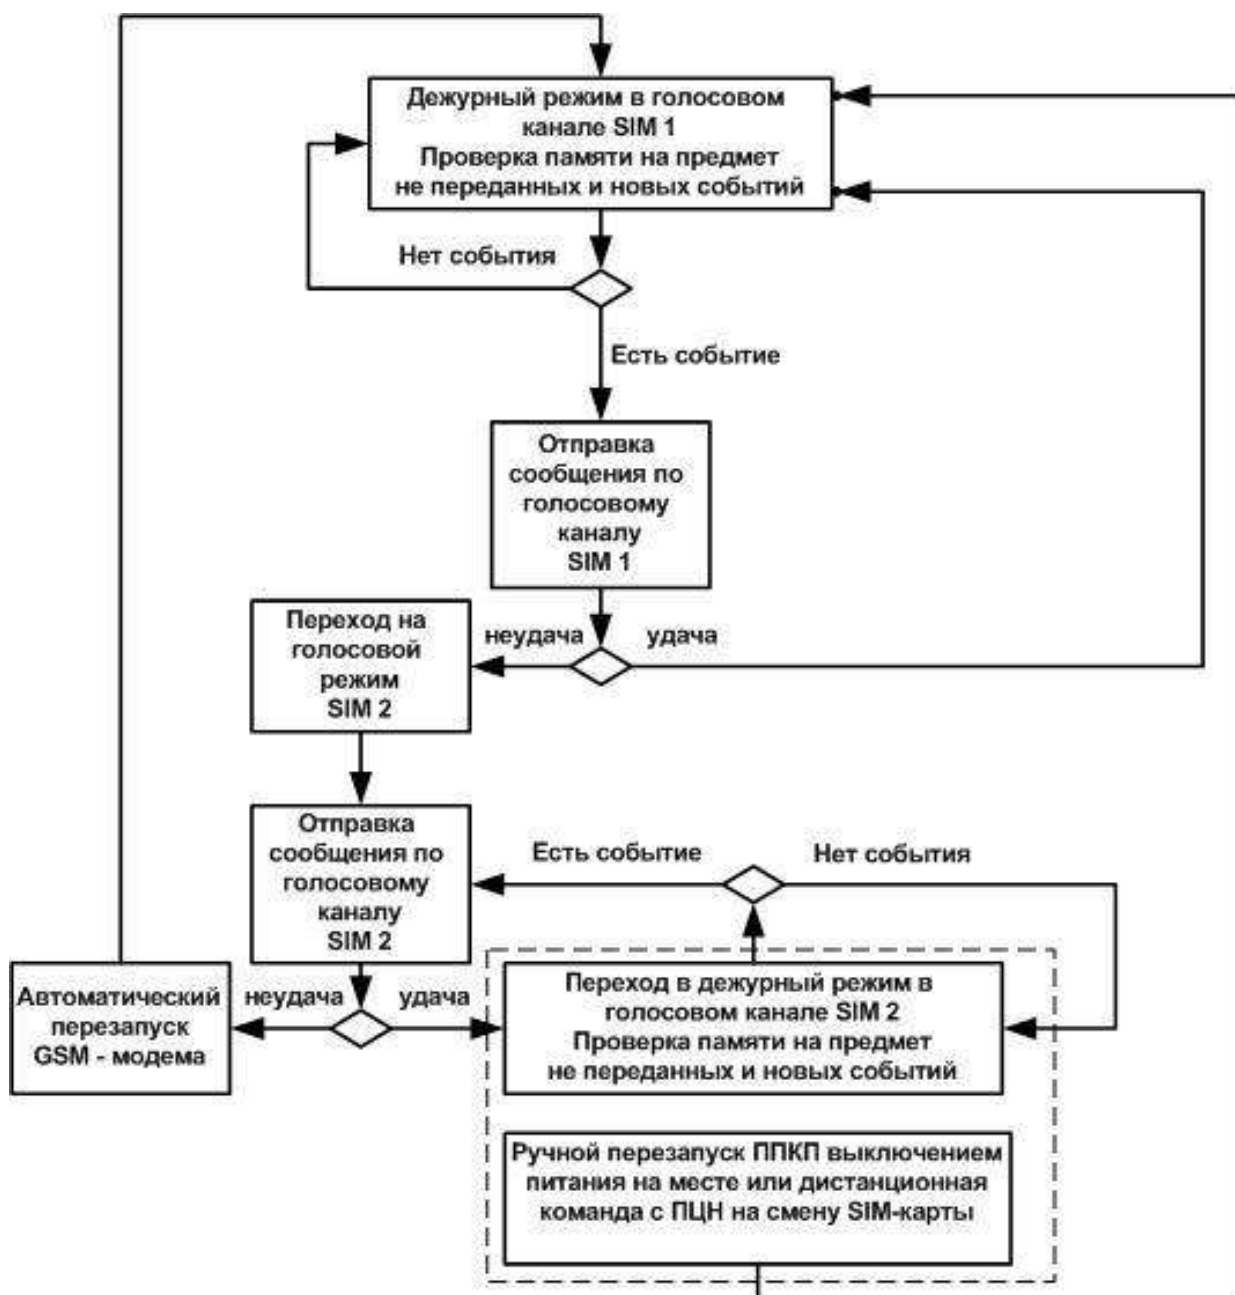 Дежурный режим в голосовом
канале SIM 1
Проверка памяти на предмет
не переданных и новых событий
Нет события
Есть событие
Отправка
сообщения по
голосовому
каналу
SIM 1
неудача
удача
Переход на
голосовой
режим
SIM 2
Отправка
сообщения по
голосовому
каналу
SIM 2
Есть событие
Нет события
неудача
удача
Автоматический
перезапуск
GSM - модема
Переход в дежурный режим в
голосовом канале SIM 2
Проверка памяти на предмет
не переданных и новых событий
Ручной перезапуск ППКП выключением
питания на месте или дистанционная
команда с ПЦН на смену SIM-карты